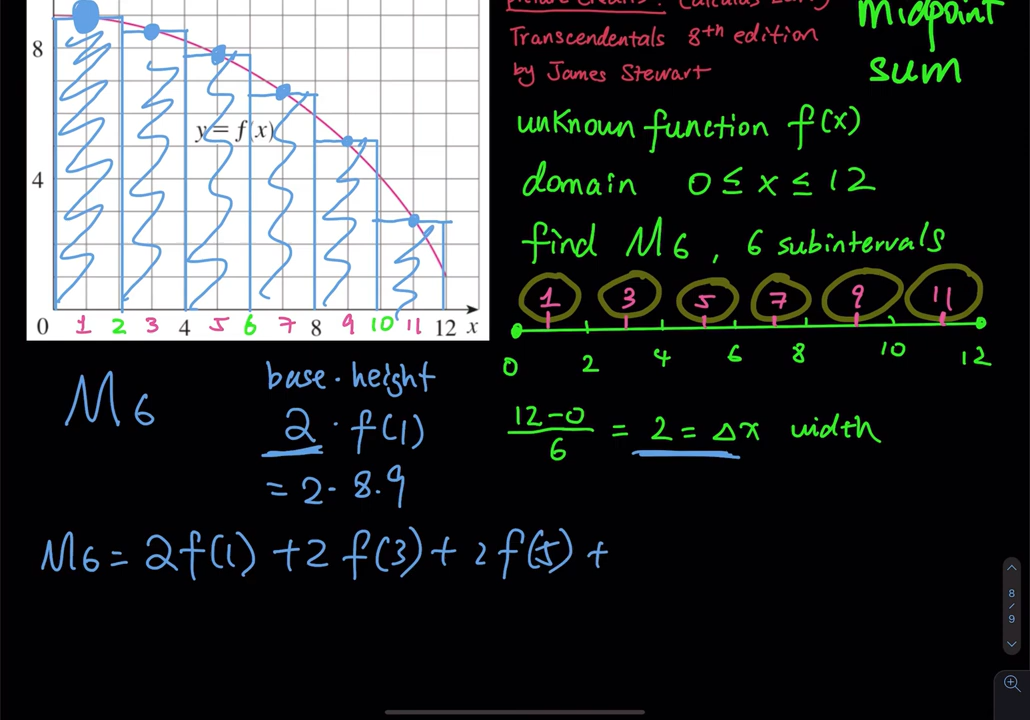 Transcendentals 8th edition
by James Stewart
midpoint
sum
8
y = f(x)
4
0 1 2 3 4 5 6 7 8 9 10 11 12 x
unknown function f(x)
domain 0 ≤ x ≤ 12
find M6 , 6 subintervals
1 3 5 7 9 11
0 2 4 6 8 10 12
12-0/6 = 2 = Δx width
M6
base · height
2 · f(1)
= 2 · 8.9
M6 = 2f(1) + 2 f(3) + 2 f(5) +
8
/
9